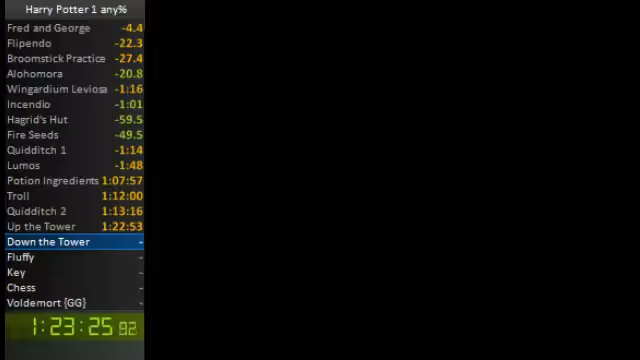 Harry Potter 1 any%
Fred and George -4.4
Flipendo -22.3
Broomstick Practice -27.4
Alohomora -20.8
Wingardium Leviosa -1:16
Incendio -1:01
Hagrid's Hut -59.5
Fire Seeds -49.5
Quidditch 1 -1:14
Lumos -1:48
Potion Ingredients 1:07:57
Troll 1:12:00
Quidditch 2 1:13:16
Up the Tower 1:22:53
Down the Tower -
Fluffy -
Key -
Chess -
Voldemort {GG} -
1:23:25 92